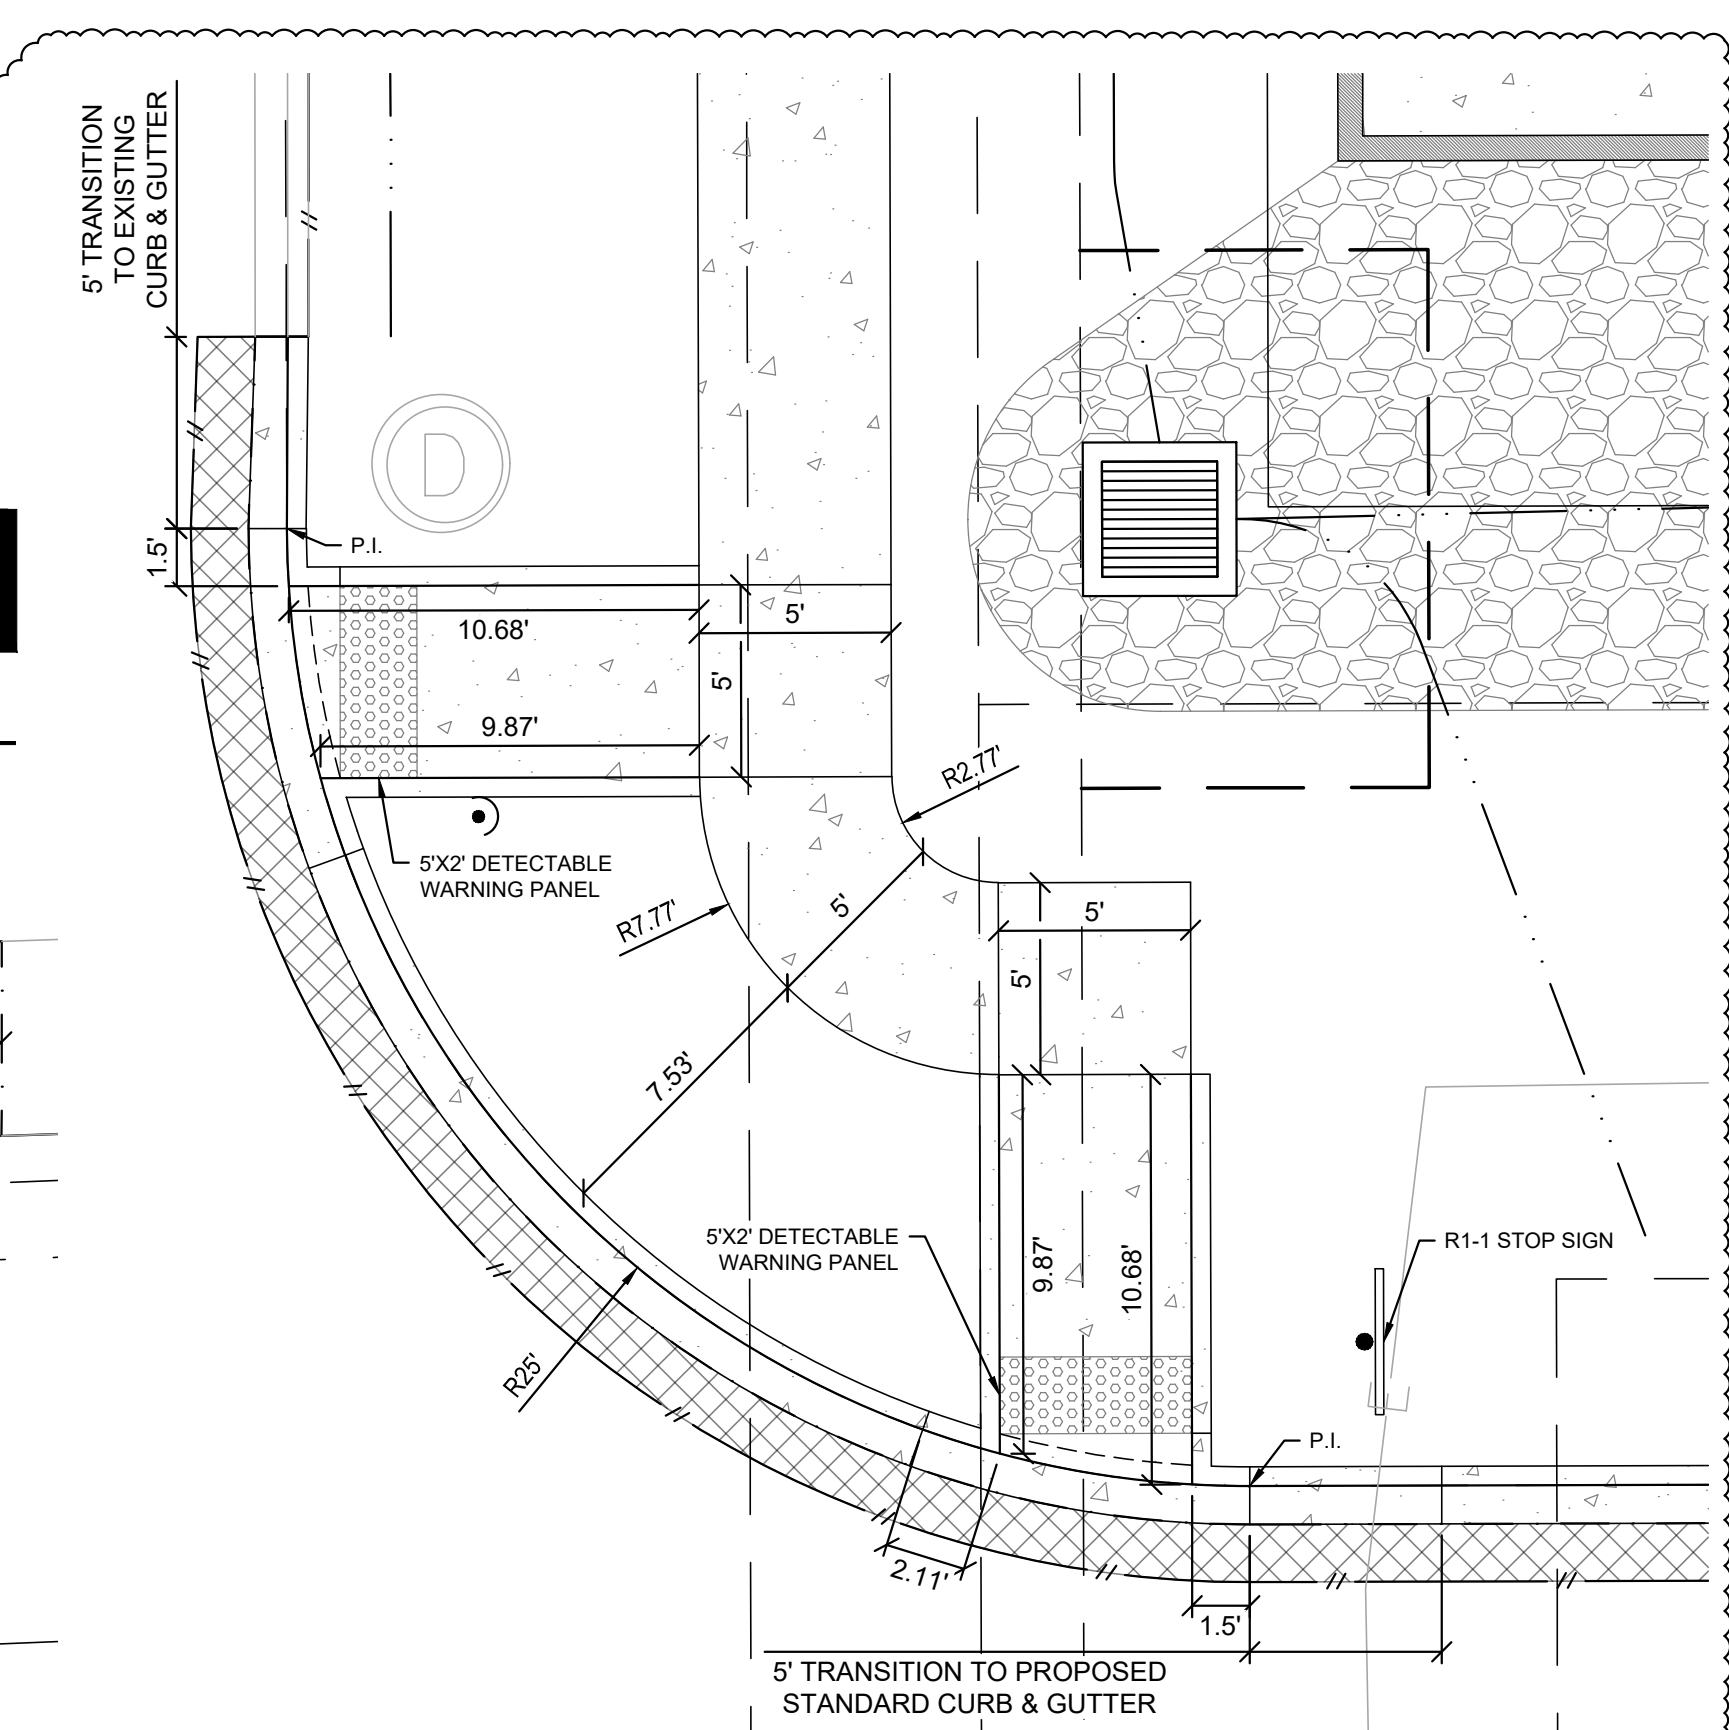 5' TRANSITION
TO EXISTING
CURB & GUTTER
D
1.5'
P.I.
10.68'
5'
5'
9.87'
R2.77'
5'X2' DETECTABLE
WARNING PANEL
R7.77'
5'
5'
5'
7.53'
5'X2' DETECTABLE
WARNING PANEL
9.87'
10.68'
R1-1 STOP SIGN
R25'
P.I.
2.11'
1.5'
5' TRANSITION TO PROPOSED
STANDARD CURB & GUTTER